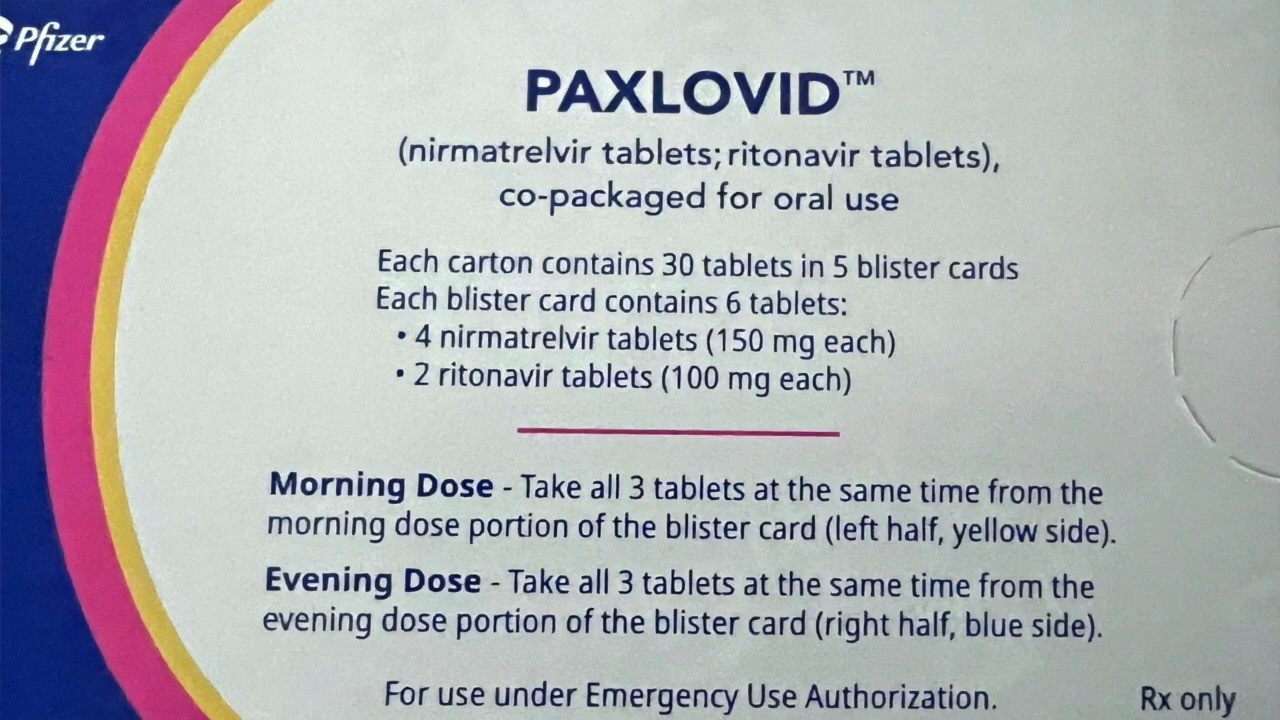 Pfizer
PAXLOVID™
(nirmatrelvir tablets; ritonavir tablets),
co-packaged for oral use
Each carton contains 30 tablets in 5 blister cards
Each blister card contains 6 tablets:
• 4 nirmatrelvir tablets (150 mg each)
• 2 ritonavir tablets (100 mg each)
Morning Dose - Take all 3 tablets at the same time from the
morning dose portion of the blister card (left half, yellow side).
Evening Dose - Take all 3 tablets at the same time from the
evening dose portion of the blister card (right half, blue side).
For use under Emergency Use Authorization.
Rx only